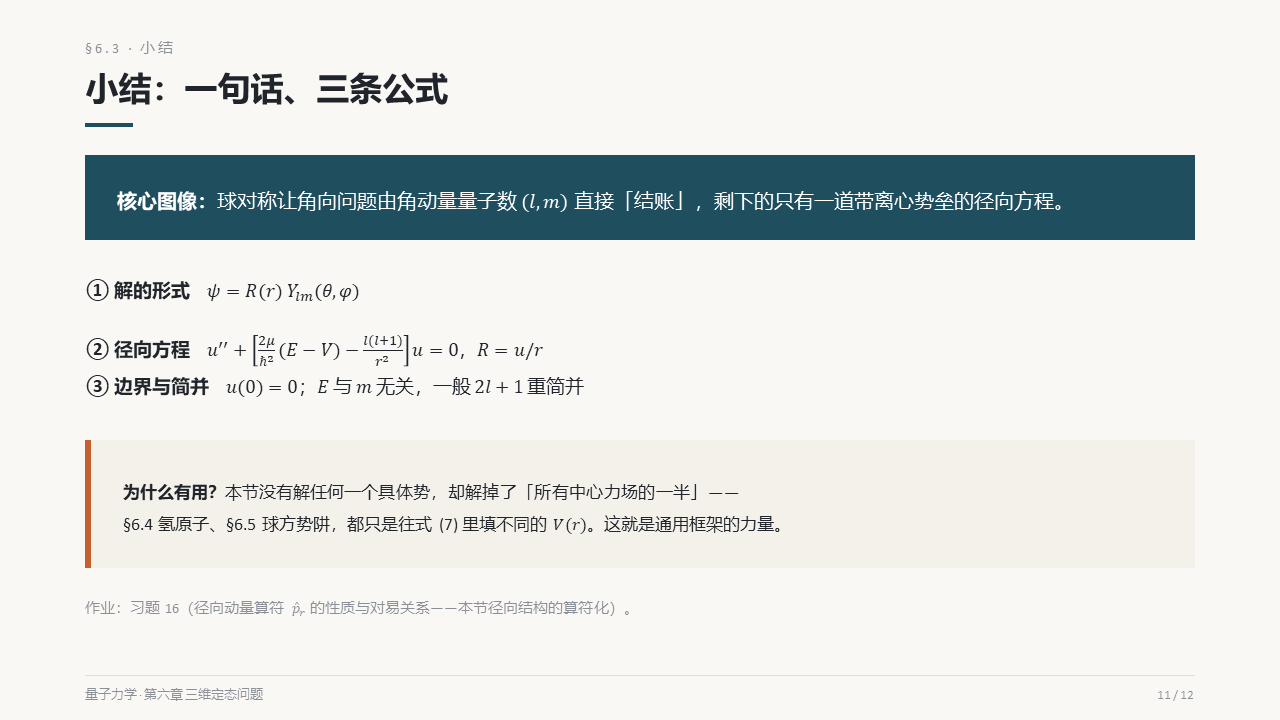 §6.3 · 小结
小结：一句话、三条公式
核心图像：球对称让角向问题由角动量量子数 (l, m) 直接「结账」，剩下的只有一道带离心势垒的径向方程。
① 解的形式 ψ = R(r) Yₗₘ(θ, φ)
② 径向方程 u′′ + [2μ/ħ² (E − V) − l(l+1)/r²] u = 0，R = u/r
③ 边界与简并 u(0) = 0；E 与 m 无关，一般 2l + 1 重简并
为什么有用？本节没有解任何一个具体势，却解掉了「所有中心力场的一半」——
§6.4 氢原子、§6.5 球方势阱，都只是往式 (7) 里填不同的 V(r)。这就是通用框架的力量。
作业：习题 16（径向动量算符 p̂ᵣ 的性质与对易关系——本节径向结构的算符化）。
量子力学·第六章 三维定态问题
11 / 12